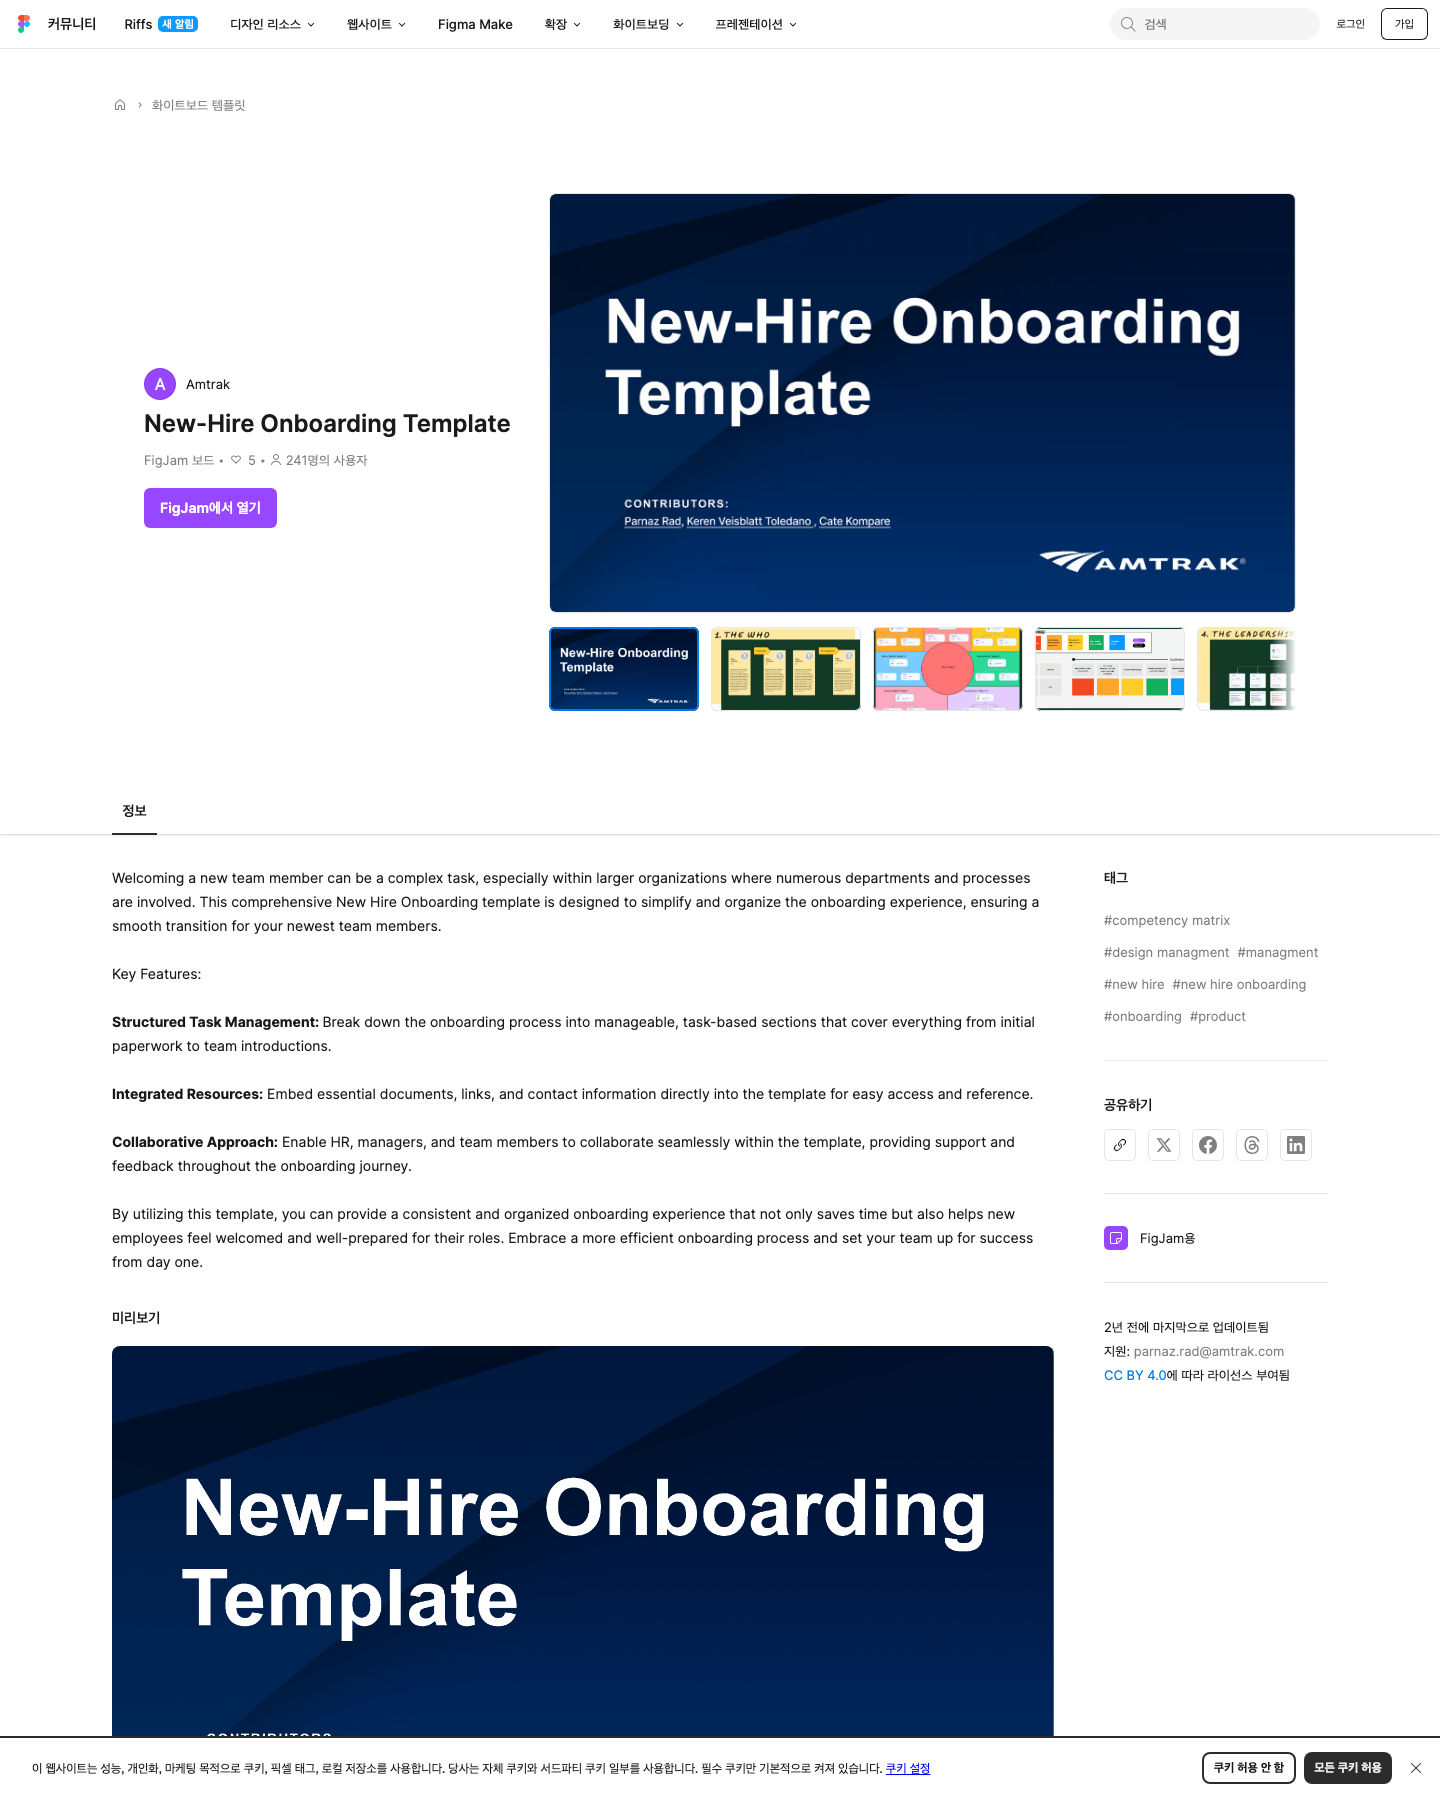 커뮤니티
Riffs 새 알림
디자인 리소스
웹사이트
Figma Make
확장
화이트보딩
프레젠테이션
검색
로그인
가입
화이트보드 템플릿
A Amtrak
New-Hire Onboarding Template
FigJam 보드 • 5 • 241명의 사용자
FigJam에서 열기
New-Hire Onboarding
Template
CONTRIBUTORS:
Parnaz Rad, Keren Veisblatt Toledano , Cate Kompare
AMTRAK®
New-Hire Onboarding
Template
AMTRAK
1. THE WHO
4. THE LEADERSHIP
정보
Welcoming a new team member can be a complex task, especially within larger organizations where numerous departments and processes
are involved. This comprehensive New Hire Onboarding template is designed to simplify and organize the onboarding experience, ensuring a
smooth transition for your newest team members.
Key Features:
Structured Task Management: Break down the onboarding process into manageable, task-based sections that cover everything from initial
paperwork to team introductions.
Integrated Resources: Embed essential documents, links, and contact information directly into the template for easy access and reference.
Collaborative Approach: Enable HR, managers, and team members to collaborate seamlessly within the template, providing support and
feedback throughout the onboarding journey.
By utilizing this template, you can provide a consistent and organized onboarding experience that not only saves time but also helps new
employees feel welcomed and well-prepared for their roles. Embrace a more efficient onboarding process and set your team up for success
from day one.
미리보기
New-Hire Onboarding
Template
CONTRIBUTORS
태그
#competency matrix
#design managment #managment
#new hire #new hire onboarding
#onboarding #product
공유하기
FigJam용
2년 전에 마지막으로 업데이트됨
지원: parnaz.rad@amtrak.com
CC BY 4.0에 따라 라이선스 부여됨
이 웹사이트는 성능, 개인화, 마케팅 목적으로 쿠키, 픽셀 태그, 로컬 저장소를 사용합니다. 당사는 자체 쿠키와 서드파티 쿠키 일부를 사용합니다. 필수 쿠키만 기본적으로 켜져 있습니다. 쿠키 설정
쿠키 허용 안 함
모든 쿠키 허용